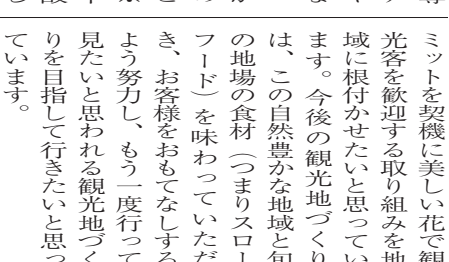 ミットを契機に美しい花で観
光客を歓迎する取り組みを地
域に根付かせたいと思ってい
ます。今後の観光地づくり
は、この自然豊かな地域と旬
の地場の食材（つまりスロー
フード）を味わっていただ
き、お客様をおもてなしする
よう努力し、もう一度行って
見たいと思われる観光地づく
りを目指して行きたいと思っ
ています。